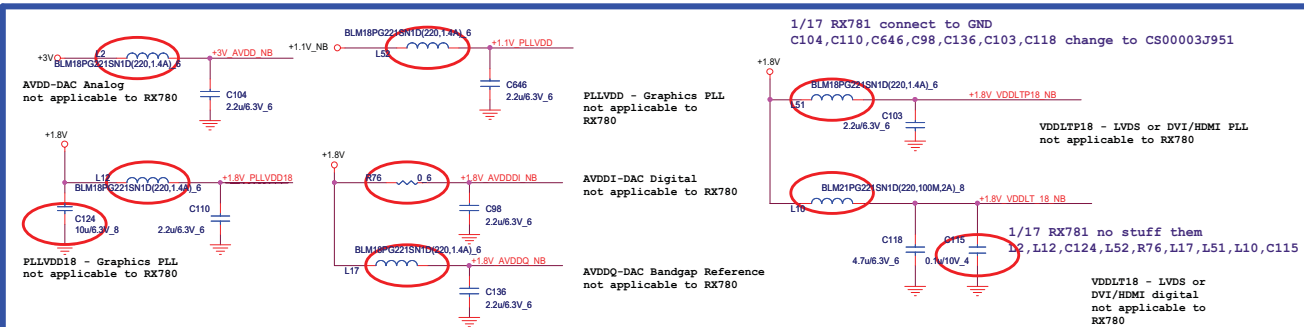 1/17 RX781 connect to GND
C104,C110,C646,C98,C136,C103,C118 change to CS00003J951
+3V
L2
+3V_AVDD_NB
BLM18PG221SN1D(220,1.4A)_6
C104
2.2u/6.3V_6
AVDD-DAC Analog
not applicable to RX780
+1.1V_NB
BLM18PG221SN1D(220,1.4A)_6
L52
+1.1V_PLLVDD
C646
2.2u/6.3V_6
PLLVDD - Graphics PLL
not applicable to
RX780
+1.8V
BLM18PG221SN1D(220,1.4A)_6
L51
+1.8V_VDDLTP18_NB
C103
2.2u/6.3V_6
VDDLTP18 - LVDS or DVI/HDMI PLL
not applicable to RX780
+1.8V
L12
+1.8V_PLLVDD18
BLM18PG221SN1D(220,1.4A)_6
C124
10u/6.3V_8
C110
2.2u/6.3V_6
PLLVDD18 - Graphics PLL
not applicable to RX780
+1.8V
R76
0_6
+1.8V_AVDDDI_NB
AVDDI-DAC Digital
not applicable to RX780
C98
2.2u/6.3V_6
BLM18PG221SN1D(220,1.4A)_6
L17
+1.8V_AVDDQ_NB
C136
2.2u/6.3V_6
AVDDQ-DAC Bandgap Reference
not applicable to RX780
BLM21PG221SN1D(220,100M,2A)_8
L10
+1.8V_VDDLT_18_NB
C118
4.7u/6.3V_6
C115
0.1u/10V_4
1/17 RX781 no stuff them
L2,L12,C124,L52,R76,L17,L51,L10,C115
VDDLT18 - LVDS or
DVI/HDMI digital
not applicable to
RX780